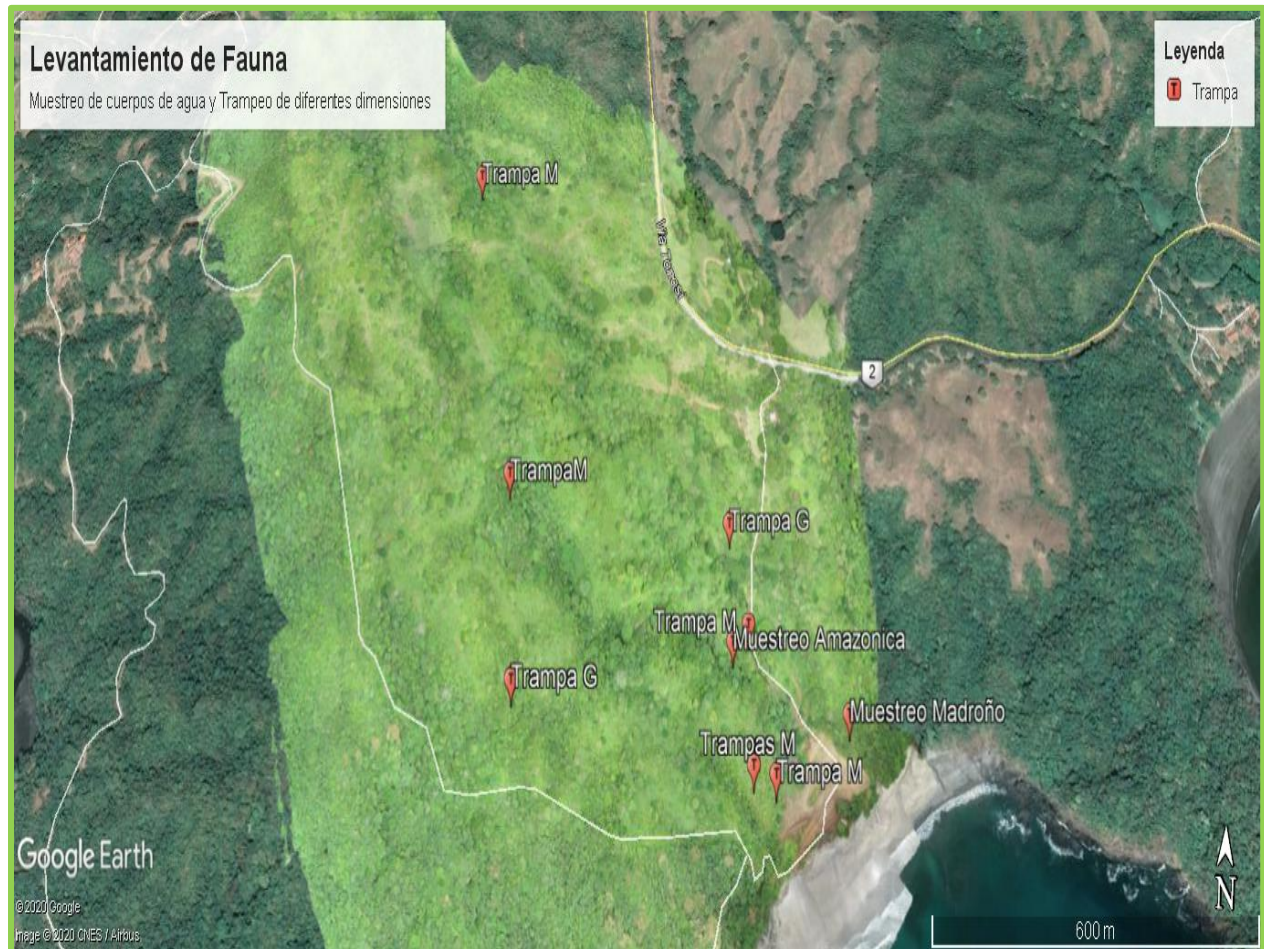 Levantamiento de Fauna
Muestreo de cuerpos de agua y Trampeo de diferentes dimensiones
Leyenda
T Trampa
Trampa M
2
TrampaM
Trampa G
Trampa M
Muestreo Amazonica
Trampa G
Muestreo Madroño
Trampas M
Trampa M
Google Earth
© 2020 Google
Image © 2020 CNES / Airbus
N
600 m